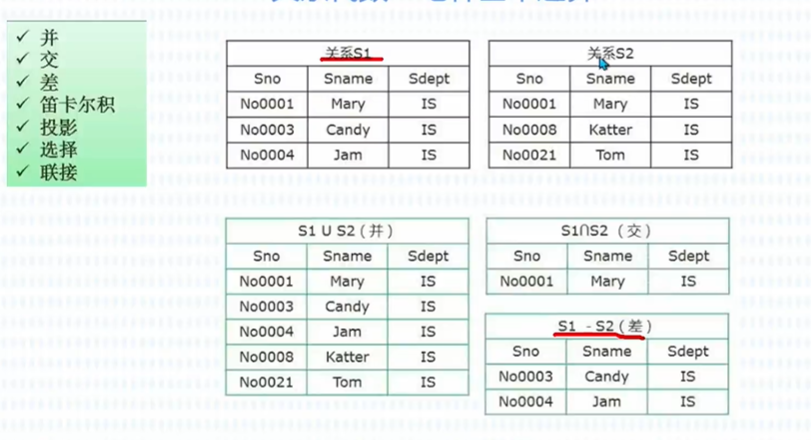 ✓ 并
✓ 交
✓ 差
✓ 笛卡尔积
✓ 投影
✓ 选择
✓ 联接
关系S1
Sno Sname Sdept
No0001 Mary IS
No0003 Candy IS
No0004 Jam IS
关系S2
Sno Sname Sdept
No0001 Mary IS
No0008 Katter IS
No0021 Tom IS
S1 U S2 ( 并 )
Sno Sname Sdept
No0001 Mary IS
No0003 Candy IS
No0004 Jam IS
No0008 Katter IS
No0021 Tom IS
S1∩S2 （交）
Sno Sname Sdept
No0001 Mary IS
S1 - S2 ( 差 )
Sno Sname Sdept
No0003 Candy IS
No0004 Jam IS